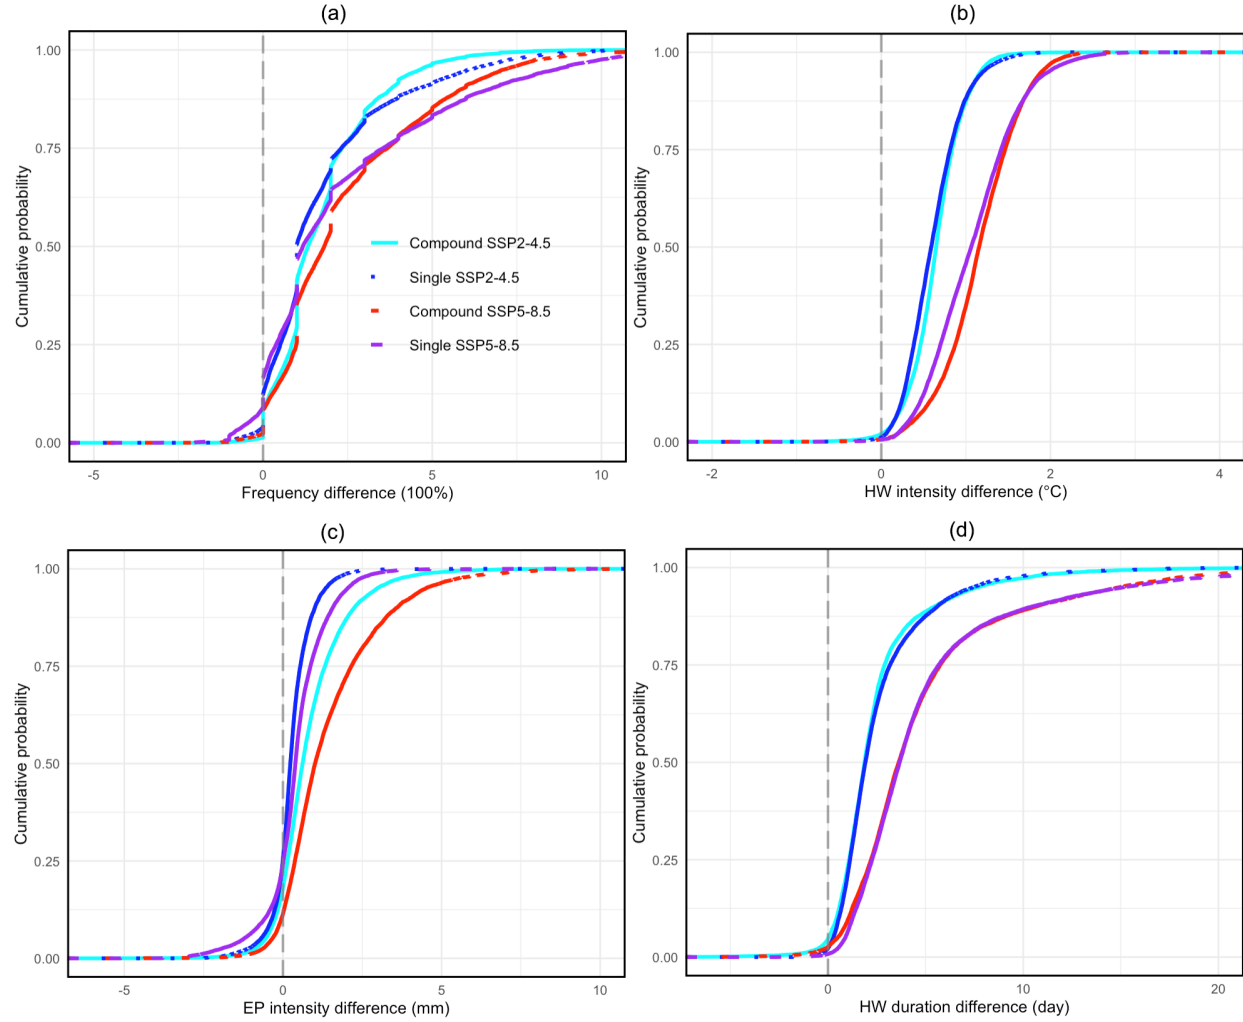 (a)
Cumulative probability
1.00
0.75
0.50
0.25
0.00
Compound SSP2-4.5
Single SSP2-4.5
Compound SSP5-8.5
Single SSP5-8.5
-5
0
5
10
Frequency difference (100%)
(b)
Cumulative probability
1.00
0.75
0.50
0.25
0.00
-2
0
2
4
HW intensity difference (°C)
(c)
Cumulative probability
1.00
0.75
0.50
0.25
0.00
-5
0
5
10
EP intensity difference (mm)
(d)
Cumulative probability
1.00
0.75
0.50
0.25
0.00
0
10
20
HW duration difference (day)